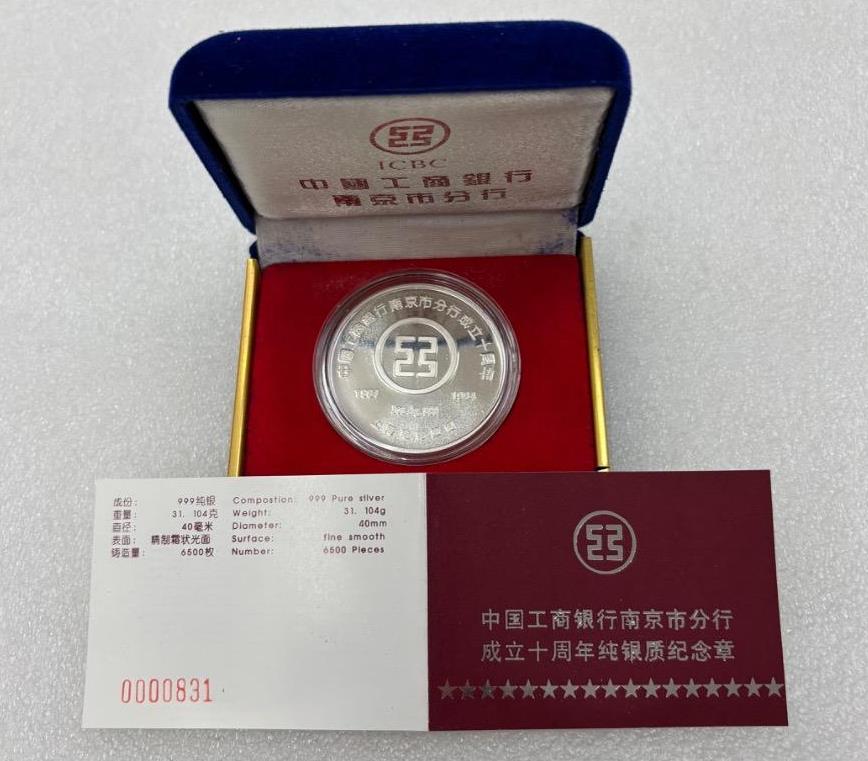 ICBC
中國工商銀行
南京市分行
中國工商銀行南京市分行成立十周年
成份： 999纯银 Compostion: 999 Pure silver
重量： 31.104克 Weight: 31.104g
直径： 40毫米 Diameter: 40mm
表面： 精制霜状光面 Surface: fine smooth
铸造量： 6500枚 Number: 6500 Pieces
0000831
中国工商银行南京市分行
成立十周年纯银质纪念章